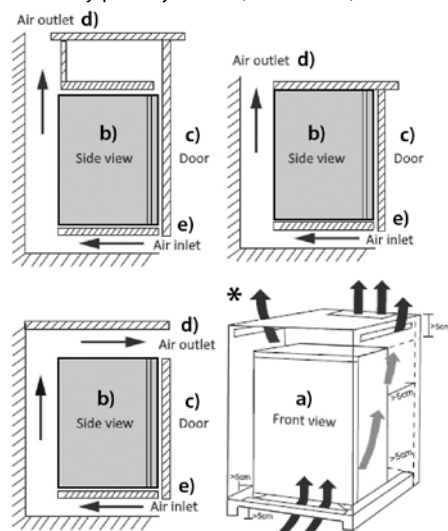 Air outlet d)
b)
Side view
c)
Door
e)
Air inlet
Air outlet d)
b)
Side view
c)
Door
e)
Air inlet
d)
Air outlet
b)
Side view
c)
Door
e)
Air inlet
*
>5cm
a)
Front view
>5cm
>5cm
>5cm
>5cm